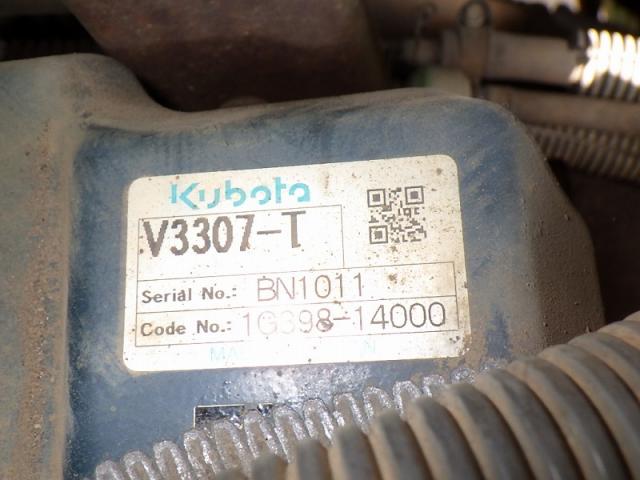 Kubota
V3307-T
Serial No.: BN1011
Code No.: 1G398-14000